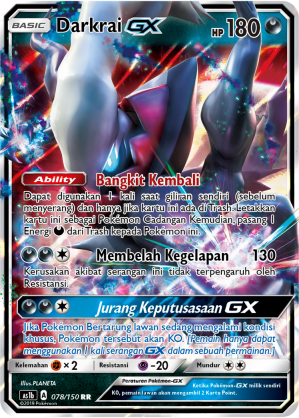 BASIC Darkrai GX HP 180
Ability Bangkit Kembali
Dapat digunakan 1 kali saat giliran sendiri (sebelum
menyerang) dan hanya jika kartu ini ada di Trash. Letakkan
kartu ini sebagai Pokémon Cadangan. Kemudian, pasang 1
Energi dari Trash kepada Pokémon ini.
Membelah Kegelapan 130
Kerusakan akibat serangan ini tidak terpengaruh oleh
Resistansi.
Jurang Keputusasaan GX
Jika Pokémon Bertarung lawan sedang mengalami kondisi
khusus, Pokémon tersebut akan KO. [Pemain hanya dapat
menggunakan 1 kali serangan GX dalam sebuah permainan.]
Kelemahan ×2 Resistansi -20 Mundur
Illus. PLANETA Peraturan Pokémon-GX
as1b A 078/150 RR
Ketika Pokémon-GX milik sendiri
KO, pemain lawan akan mengambil 2 Kartu Point.
©2019 Pokémon